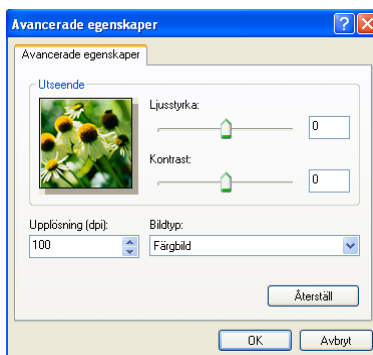 Avancerade egenskaper
Avancerade egenskaper
Utseende
Ljusstyrka:
0
Kontrast:
0
Upplösning (dpi):
Bildtyp:
100
Färgbild
Återställ
OK
Avbryt